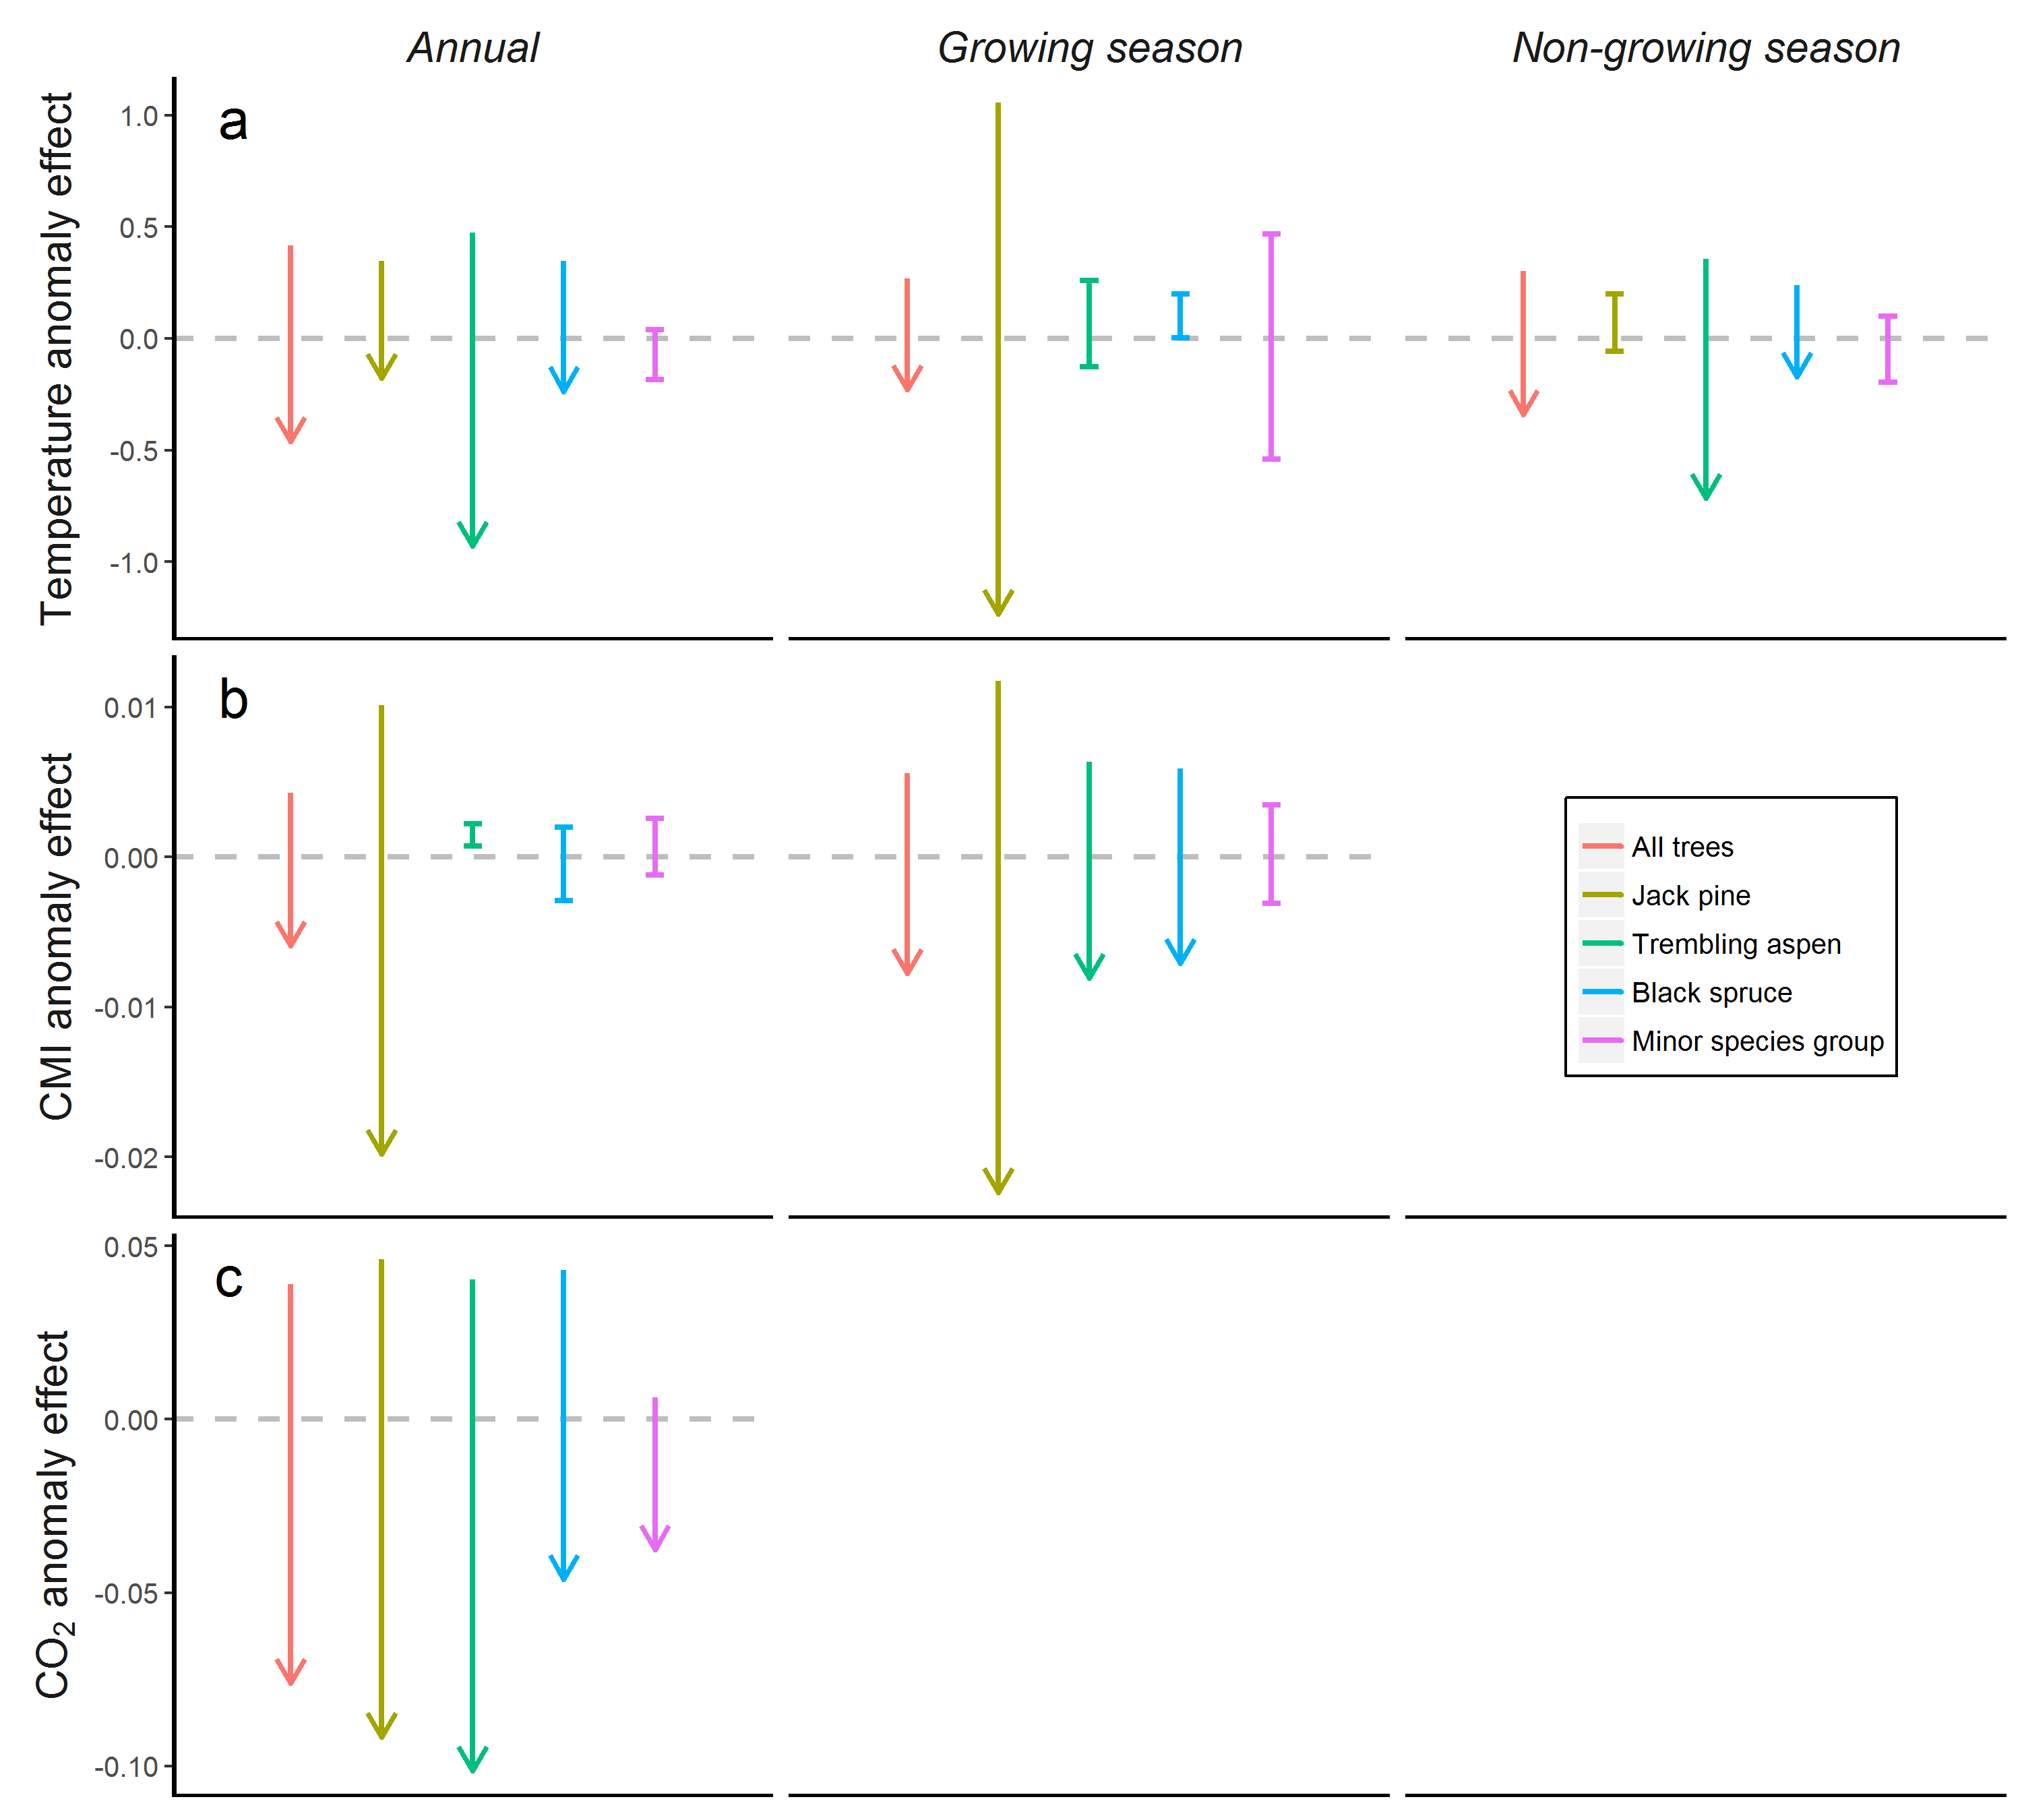 Annual
Growing season
Non-growing season
Temperature anomaly effect
a
1.0
0.5
0.0
-0.5
-1.0
CMI anomaly effect
b
0.01
0.00
-0.01
-0.02
All trees
Jack pine
Trembling aspen
Black spruce
Minor species group
CO₂ anomaly effect
c
0.05
0.00
-0.05
-0.10